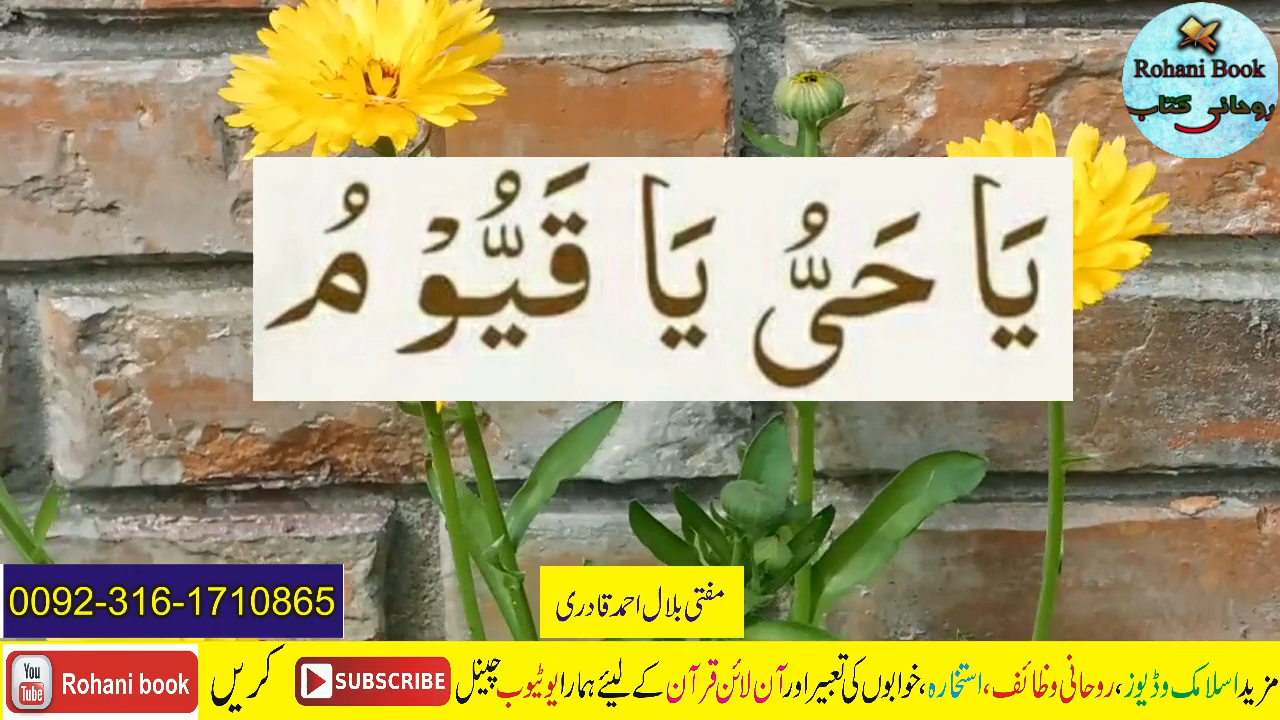 Rohani Book
روحانی کتاب
يَا حَيُّ يَا قَيُّوْمُ
0092-316-1710865
مفتی بلال احمد قادری
مزید اسلامک وڈیوز، روحانی وظائف، استخارہ، خوابوں کی تعبیر اور آن لائن قرآن کے لیئے ہمارا یوٹیوب چینل SUBSCRIBE کریں
You Tube Rohani book